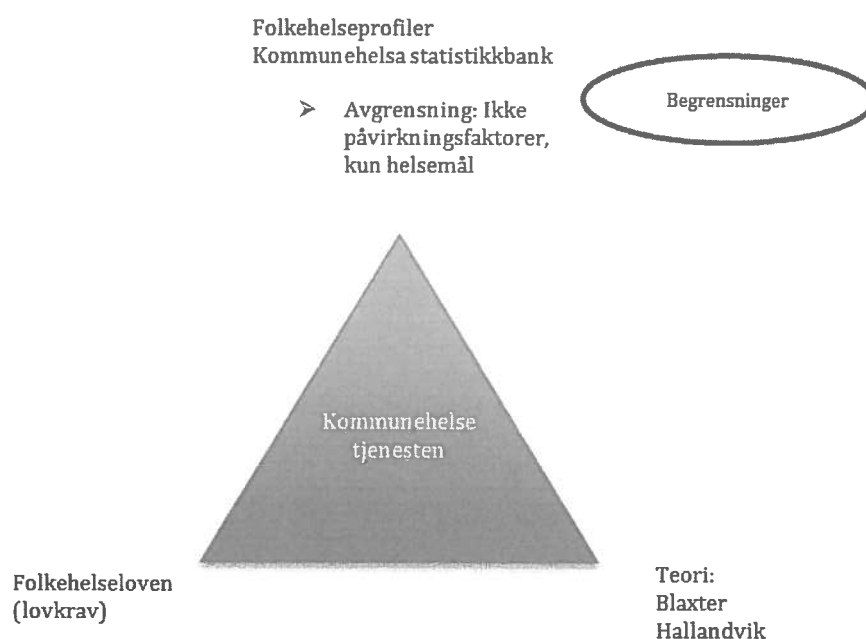 Folkehelseprofiler
Kommunehelsa statistikkbank
Begrensninger
➢ Avgrensning: Ikke
påvirkningsfaktorer,
kun helsemål
Kommunehelse
tjenesten
Folkehelseloven
(lovkrav)
Teori:
Blaxter
Hallandvik